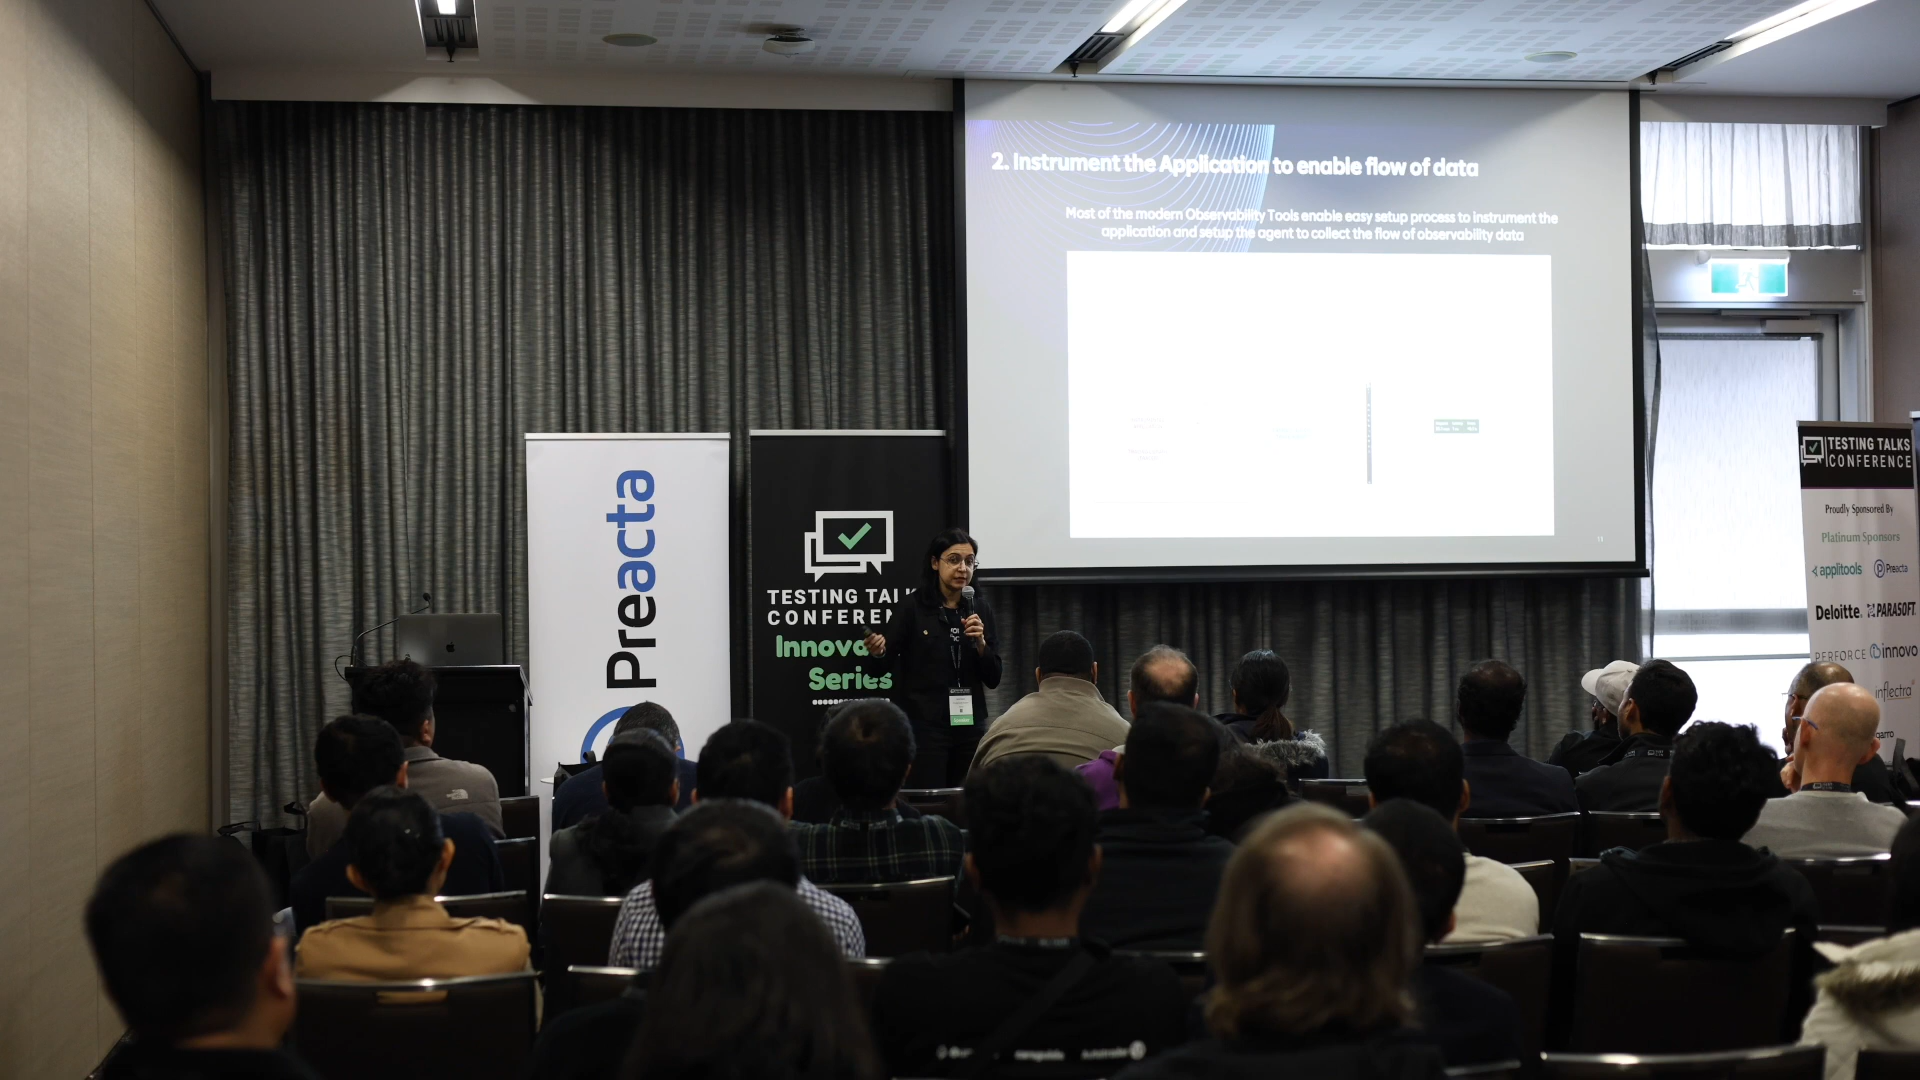 2. Instrument the Application to enable flow of data
Most of the modern Observability Tools enable easy setup process to instrument the
application and setup the agent to collect the flow of observability data
11
Preacta
TESTING TALK
CONFEREN
Innova
Series
TESTING TALKS
CONFERENCE
Proudly Sponsored By
Platinum Sponsors
applitools
Preacta
Deloitte.
PARASOFT
PERFORCE
innovo
inflectra